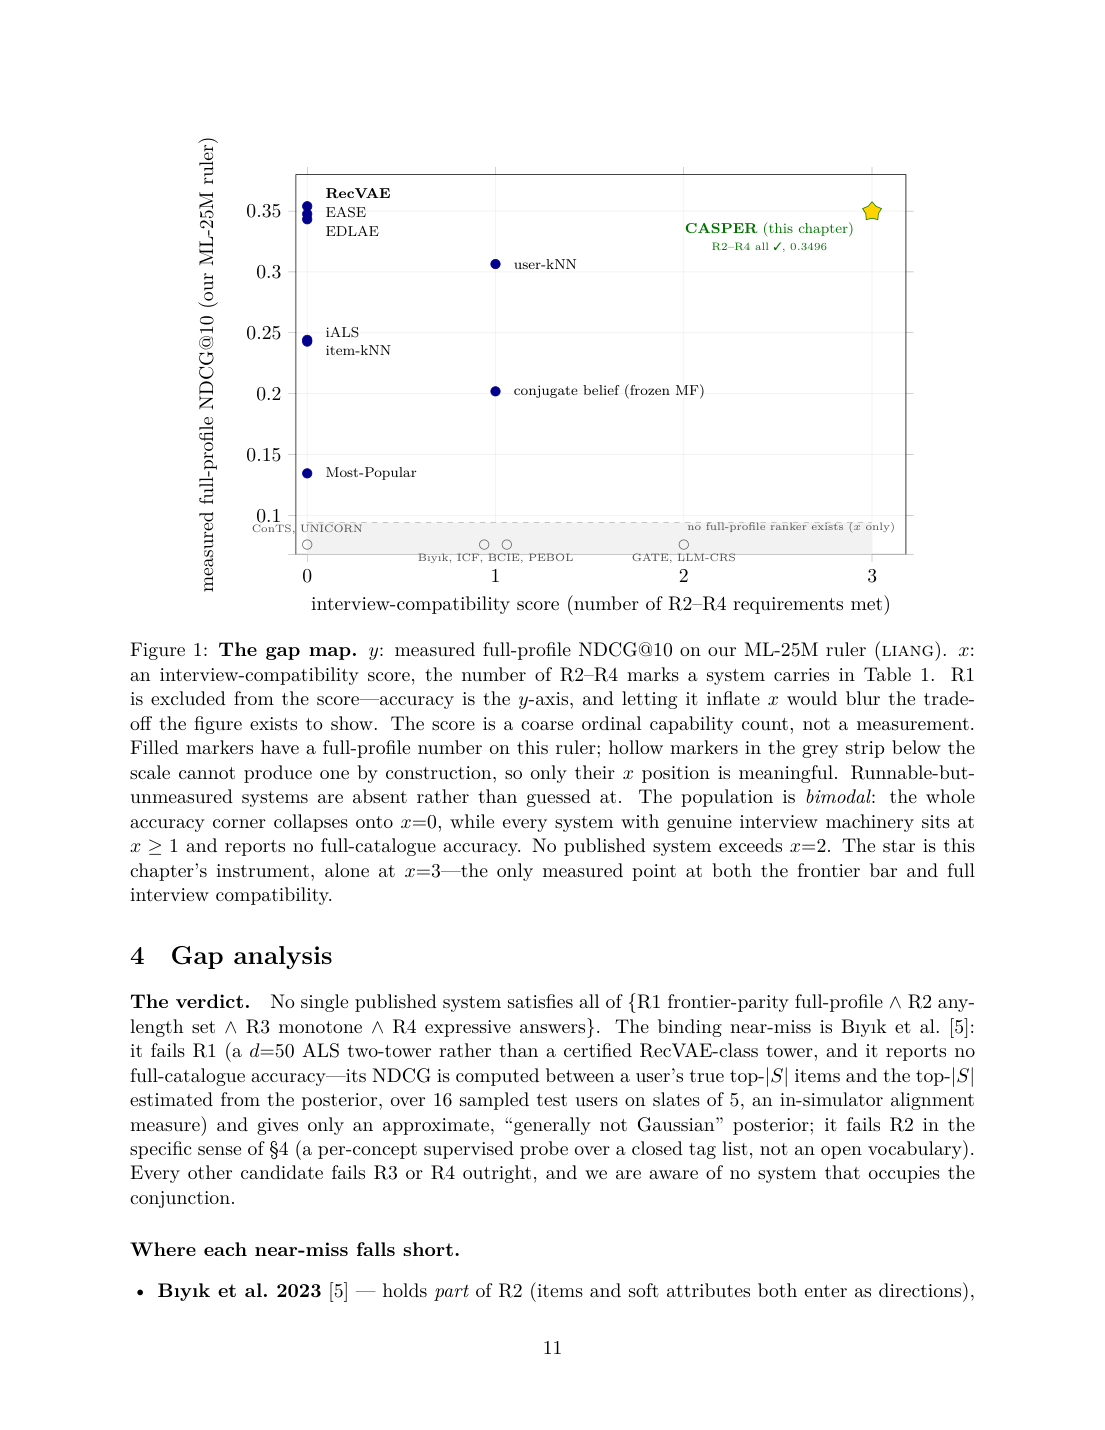 measured full-profile NDCG@10 (our ML-25M ruler)
0.35
0.3
0.25
0.2
0.15
0.1
RecVAE
EASE
EDLAE
CASPER (this chapter)
R2–R4 all ✓, 0.3496
user-kNN
iALS
item-kNN
conjugate belief (frozen MF)
Most-Popular
ConTS, UNICORN
no full-profile ranker exists (x only)
Bıyık, ICF, BCIE, PEBOL
GATE, LLM-CRS
0
1
2
3
interview-compatibility score (number of R2–R4 requirements met)
Figure 1: The gap map. y: measured full-profile NDCG@10 on our ML-25M ruler (LIANG). x:
an interview-compatibility score, the number of R2–R4 marks a system carries in Table 1. R1
is excluded from the score—accuracy is the y-axis, and letting it inflate x would blur the trade-
off the figure exists to show. The score is a coarse ordinal capability count, not a measurement.
Filled markers have a full-profile number on this ruler; hollow markers in the grey strip below the
scale cannot produce one by construction, so only their x position is meaningful. Runnable-but-
unmeasured systems are absent rather than guessed at. The population is bimodal: the whole
accuracy corner collapses onto x=0, while every system with genuine interview machinery sits at
x ≥ 1 and reports no full-catalogue accuracy. No published system exceeds x=2. The star is this
chapter's instrument, alone at x=3—the only measured point at both the frontier bar and full
interview compatibility.
4 Gap analysis
The verdict. No single published system satisfies all of {R1 frontier-parity full-profile ∧ R2 any-
length set ∧ R3 monotone ∧ R4 expressive answers}. The binding near-miss is Bıyık et al. [5]:
it fails R1 (a d=50 ALS two-tower rather than a certified RecVAE-class tower, and it reports no
full-catalogue accuracy—its NDCG is computed between a user's true top-|S| items and the top-|S|
estimated from the posterior, over 16 sampled test users on slates of 5, an in-simulator alignment
measure) and gives only an approximate, "generally not Gaussian" posterior; it fails R2 in the
specific sense of §4 (a per-concept supervised probe over a closed tag list, not an open vocabulary).
Every other candidate fails R3 or R4 outright, and we are aware of no system that occupies the
conjunction.
Where each near-miss falls short.
• Bıyık et al. 2023 [5] — holds part of R2 (items and soft attributes both enter as directions),
11